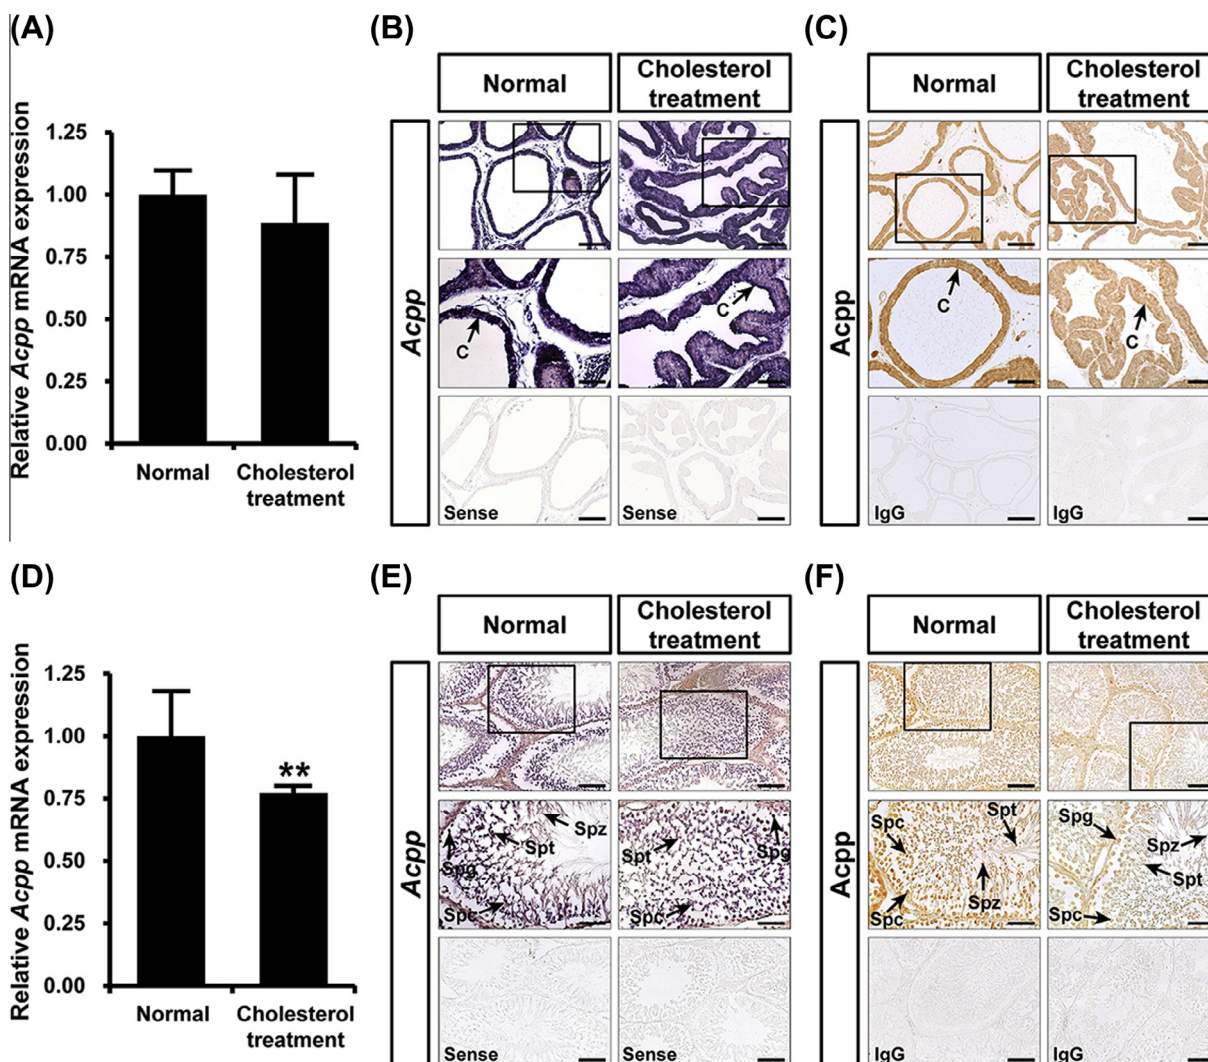 (A)
Relative Acpp mRNA expression
1.25
1.00
0.75
0.50
0.25
0.00
Normal
Cholesterol
treatment
(B)
Normal
Cholesterol
treatment
Acpp
C
C
Sense
Sense
(C)
Normal
Cholesterol
treatment
Acpp
C
C
IgG
IgG
(D)
Relative Acpp mRNA expression
1.25
1.00
0.75
0.50
0.25
0.00
**
Normal
Cholesterol
treatment
(E)
Normal
Cholesterol
treatment
Acpp
Spz
Spt
Spg
Spc
Spt
Spg
Spc
Sense
Sense
(F)
Normal
Cholesterol
treatment
Acpp
Spc
Spt
Spc
Spz
Spg
Spz
Spt
Spc
IgG
IgG